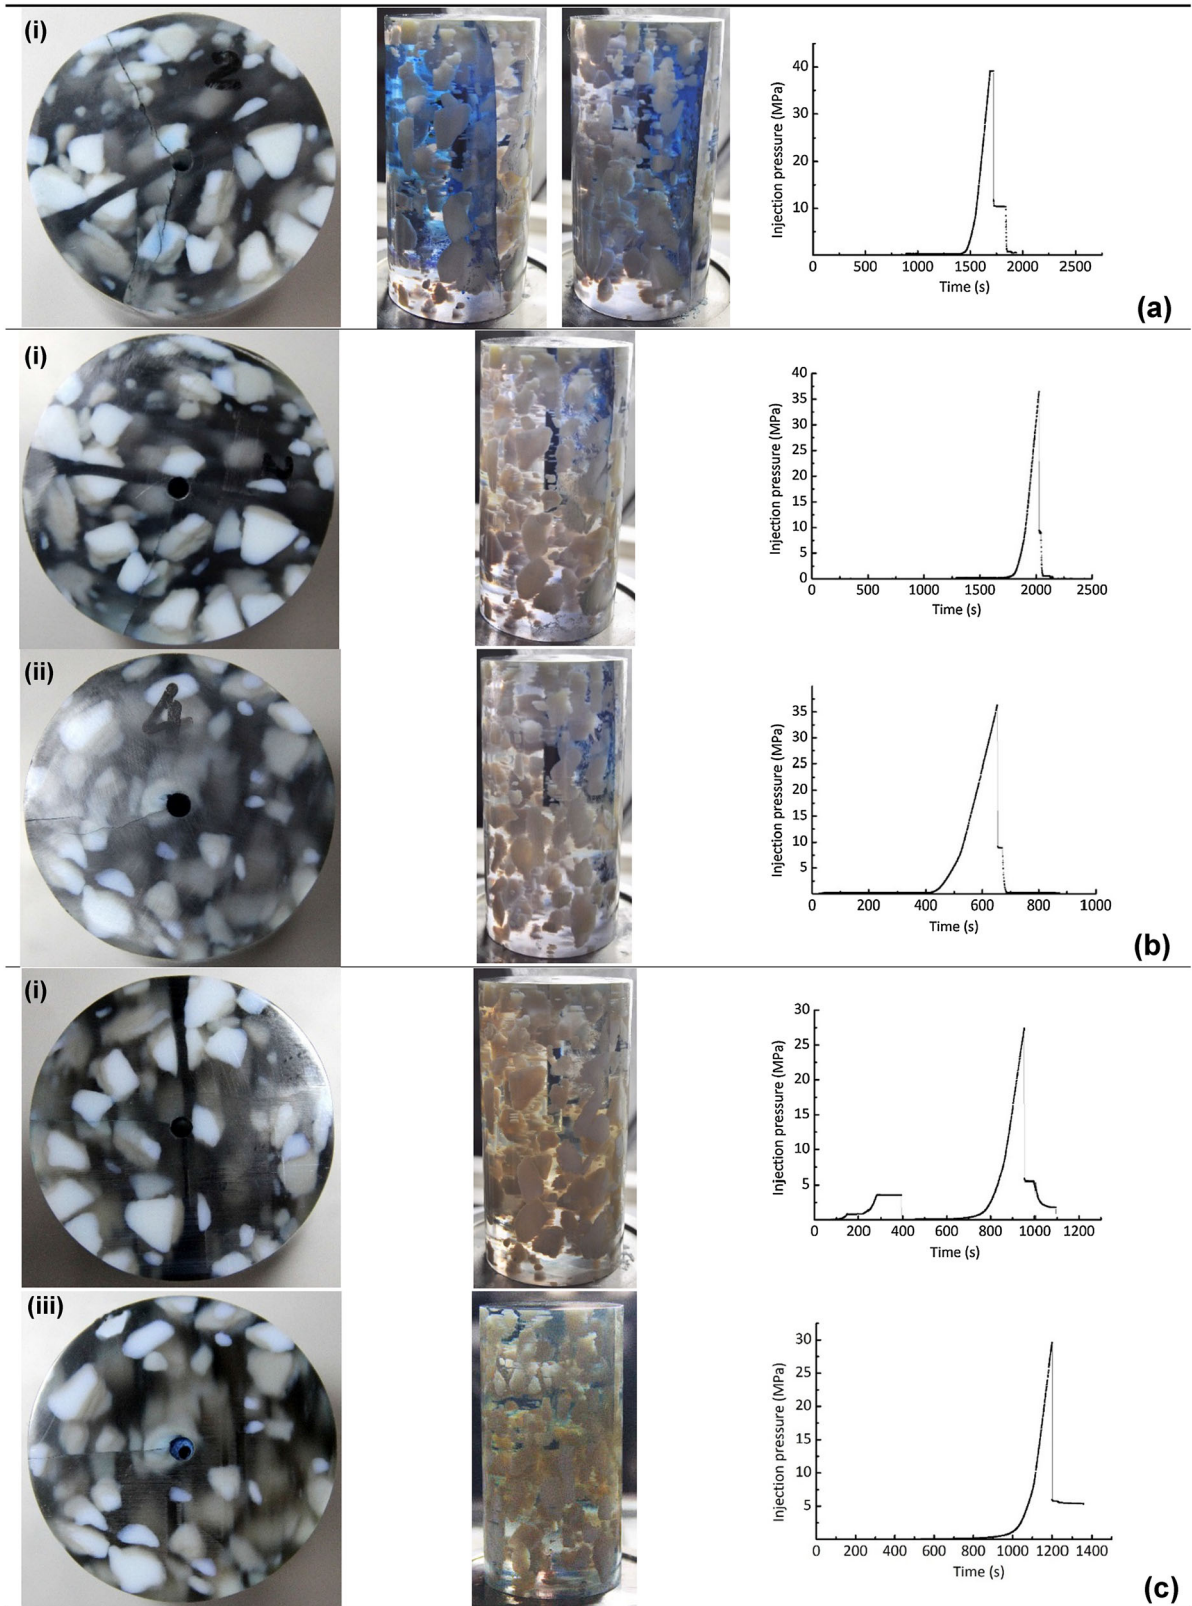 (i)
2
Injection pressure (MPa)
40
30
20
10
0 500 1000 1500 2000 2500
Time (s)
(a)
(i)
3
Injection pressure (MPa)
40
35
30
25
20
15
10
5
0
0 500 1000 1500 2000 2500
Time (s)
(ii)
4
Injection pressure (MPa)
35
30
25
20
15
10
5
0 200 400 600 800 1000
Time (s)
(b)
(i)
Injection pressure (MPa)
30
25
20
15
10
5
0 200 400 600 800 1000 1200
Time (s)
(iii)
Injection pressure (MPa)
30
25
20
15
10
5
0 200 400 600 800 1000 1200 1400
Time (s)
(c)